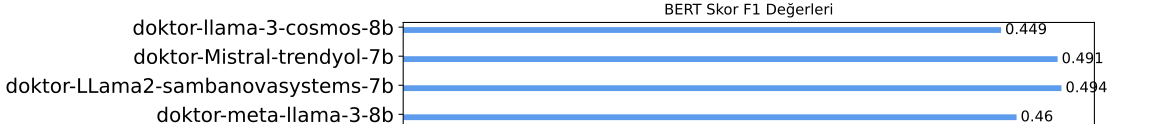 BERT Skor F1 Değerleri
doktor-llama-3-cosmos-8b 0.449
doktor-Mistral-trendyol-7b 0.491
doktor-LLama2-sambanovasystems-7b 0.494
doktor-meta-llama-3-8b 0.46